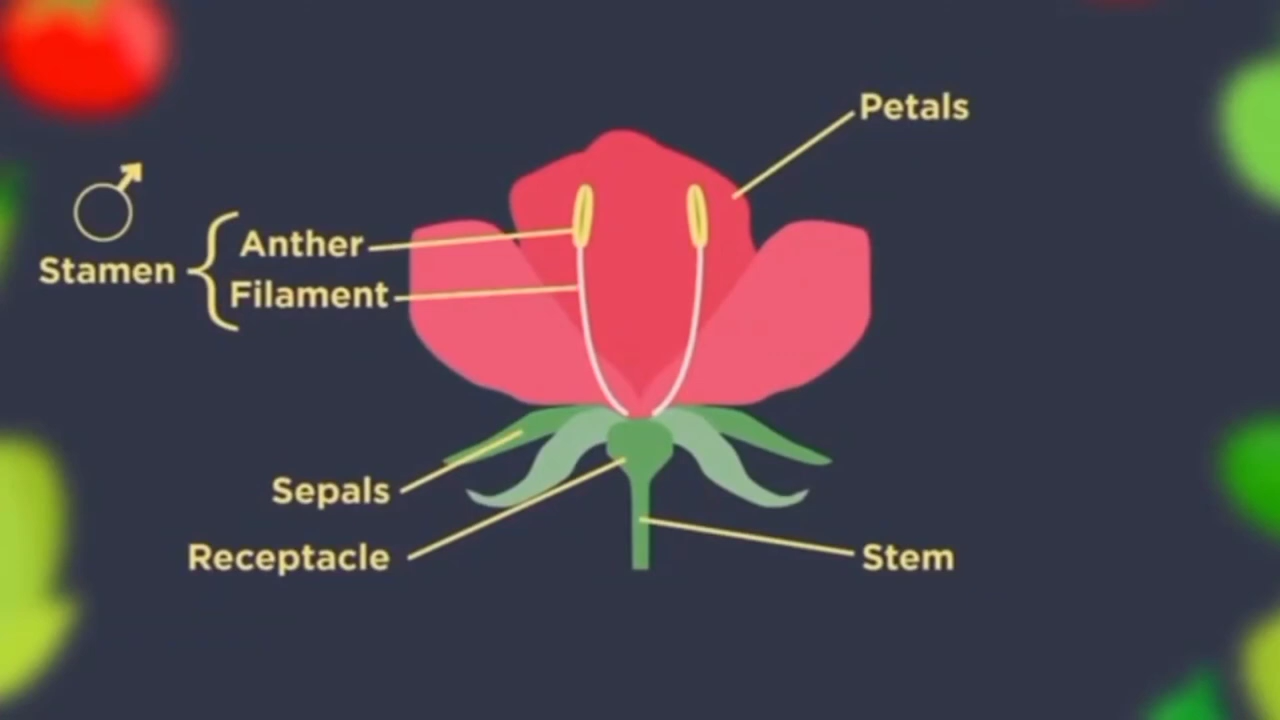 Petals
Anther
Stamen
Filament
Sepals
Receptacle
Stem